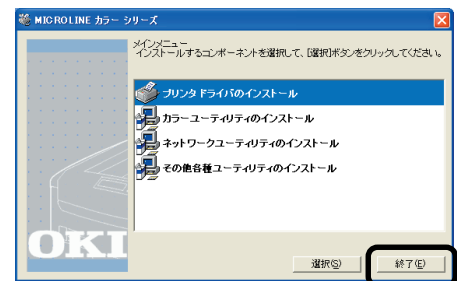 MICROLINE カラー シリーズ
メインメニュー
インストールするコンポーネントを選択して、[選択]ボタンをクリックしてください。
プリンタ ドライバのインストール
カラーユーティリティのインストール
ネットワークユーティリティのインストール
その他各種ユーティリティのインストール
OKI
選択(S)
終了(E)